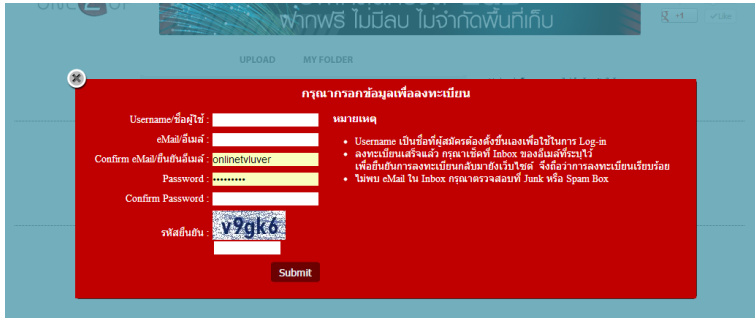 ฝากฟรี ไม่มีลบ ไม่จำกัดพื้นที่เก็บ
+1
Like
UPLOAD
MY FOLDER
กรุณากรอกข้อมูลเพื่อลงทะเบียน
Username/ชื่อผู้ใช้ :
eMail/อีเมล์ :
Confirm eMail/ยืนยันอีเมล์ : onlinetvluver
Password : •••••••••
Confirm Password :
รหัสยืนยัน : v9gk6
Submit
หมายเหตุ
• Username เป็นชื่อที่ผู้สมัครต้องตั้งขึ้นเองเพื่อใช้ในการ Log-in
• ลงทะเบียนเสร็จแล้ว กรุณาเช็คที่ Inbox ของอีเมล์ที่ระบุไว้
เพื่อยืนยันการลงทะเบียนกลับมายังเว็บไซต์ จึงถือว่าการลงทะเบียนเรียบร้อย
• ไม่พบ eMail ใน Inbox กรุณาตรวจสอบที่ Junk หรือ Spam Box